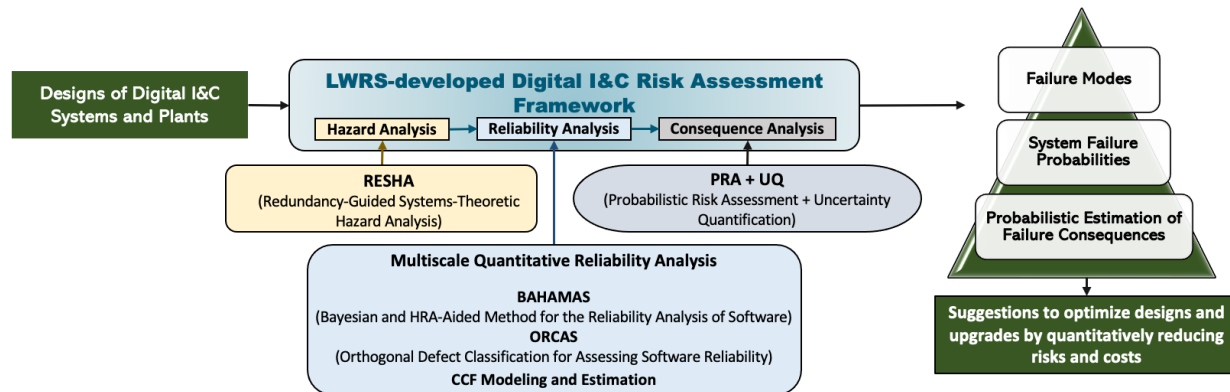 Designs of Digital I&C
Systems and Plants
LWRS-developed Digital I&C Risk Assessment
Framework
Hazard Analysis
Reliability Analysis
Consequence Analysis
RESHA
(Redundancy-Guided Systems-Theoretic
Hazard Analysis)
PRA + UQ
(Probabilistic Risk Assessment + Uncertainty
Quantification)
Multiscale Quantitative Reliability Analysis
BAHAMAS
(Bayesian and HRA-Aided Method for the Reliability Analysis of Software)
ORCAS
(Orthogonal Defect Classification for Assessing Software Reliability)
CCF Modeling and Estimation
Failure Modes
System Failure
Probabilities
Probabilistic Estimation of
Failure Consequences
Suggestions to optimize designs and
upgrades by quantitatively reducing
risks and costs